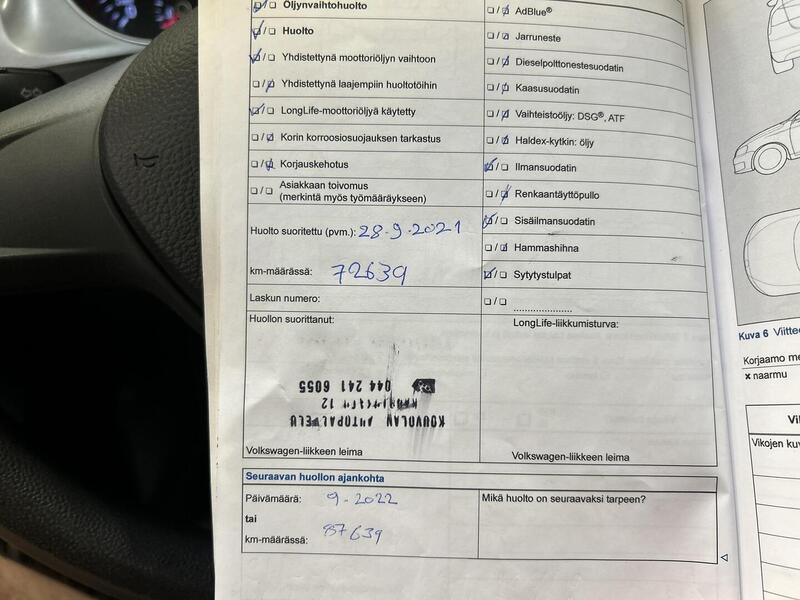 Öljynvaihtohuolto
Huolto
Yhdistettynä moottoriöljyn vaihtoon
Yhdistettynä laajempiin huoltotöihin
LongLife-moottoriöljyä käytetty
Korin korroosiosuojauksen tarkastus
Korjauskehotus
Asiakkaan toivomus
(merkintä myös työmääräykseen)
Huolto suoritettu (pvm.): 28.9.2021
km-määrässä: 72639
Laskun numero:
Huollon suorittanut:
KOUVOLAN AUTOPALVELU
12
044 241 6055
Volkswagen-liikkeen leima
AdBlue®
Jarruneste
Dieselpolttonestesuodatin
Kaasusuodatin
Vaihteistoöljy: DSG®, ATF
Haldex-kytkin: öljy
Ilmansuodatin
Renkaantäyttöpullo
Sisäilmansuodatin
Hammashihna
Sytytystulpat
LongLife-liikkumisturva:
Volkswagen-liikkeen leima
Seuraavan huollon ajankohta
Päivämäärä: 9-2022
tai
km-määrässä: 87639
Mikä huolto on seuraavaksi tarpeen?
Kuva 6 Viittee
Korjaamo me
× naarmu
Vi
Vikojen ku